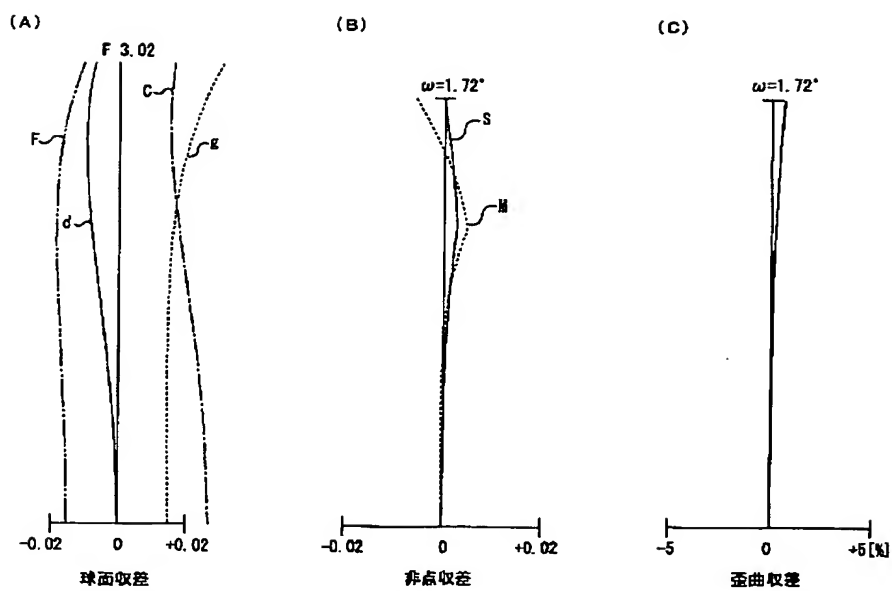 (A)
F 3.02
F
d
C
g
-0.02 0 +0.02
球面収差
(B)
ω=1.72°
S
M
-0.02 0 +0.02
非点収差
(C)
ω=1.72°
-5 0 +5[%]
歪曲収差